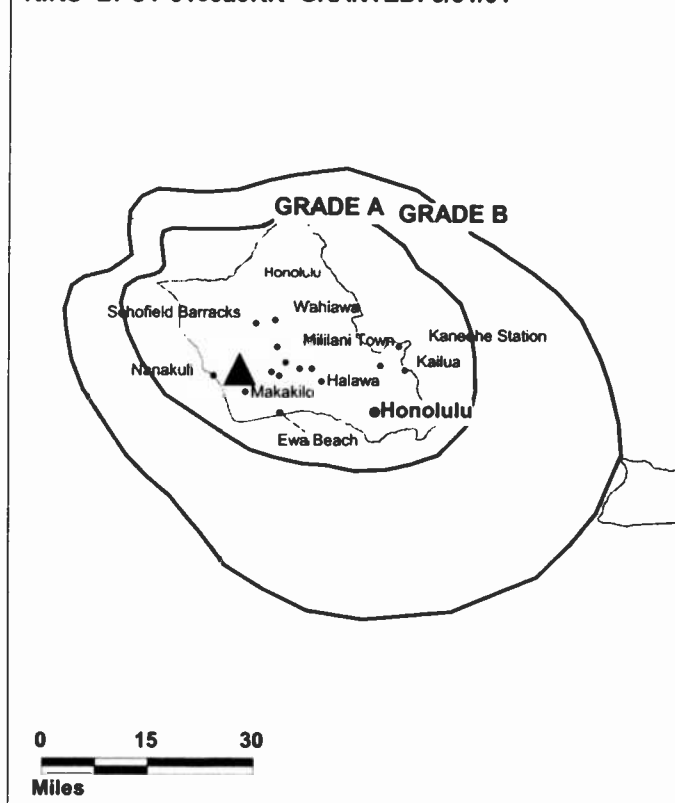 GRADE A GRADE B
Honolulu
Schofield Barracks
Wahiawa
Mililani Town
Kaneohe Station
Nanakuli
Kailua
Makakilo
Halawa
Honolulu
Ewa Beach
0 15 30
Miles